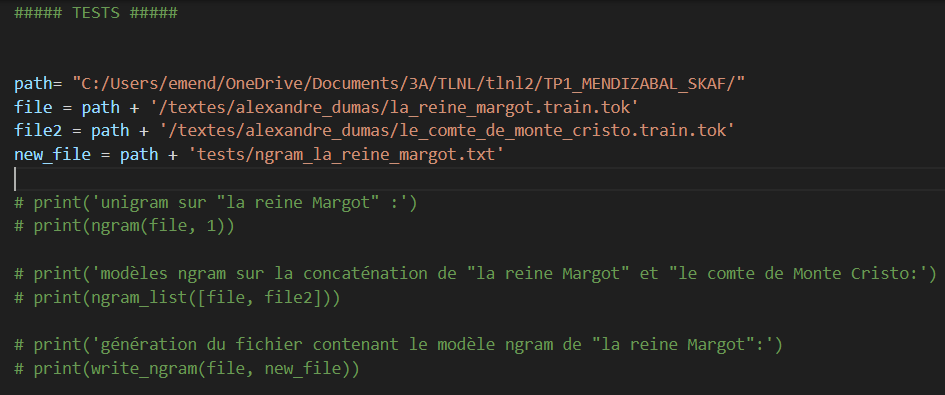 ##### TESTS #####
path= "C:/Users/emend/OneDrive/Documents/3A/TLNL/tlnl2/TP1_MENDIZABAL_SKAF/"
file = path + '/textes/alexandre_dumas/la_reine_margot.train.tok'
file2 = path + '/textes/alexandre_dumas/le_comte_de_monte_cristo.train.tok'
new_file = path + 'tests/ngram_la_reine_margot.txt'
# print('unigram sur "la reine Margot" :')
# print(ngram(file, 1))
# print('modèles ngram sur la concaténation de "la reine Margot" et "le comte de Monte Cristo:')
# print(ngram_list([file, file2]))
# print('génération du fichier contenant le modèle ngram de "la reine Margot":')
# print(write_ngram(file, new_file))